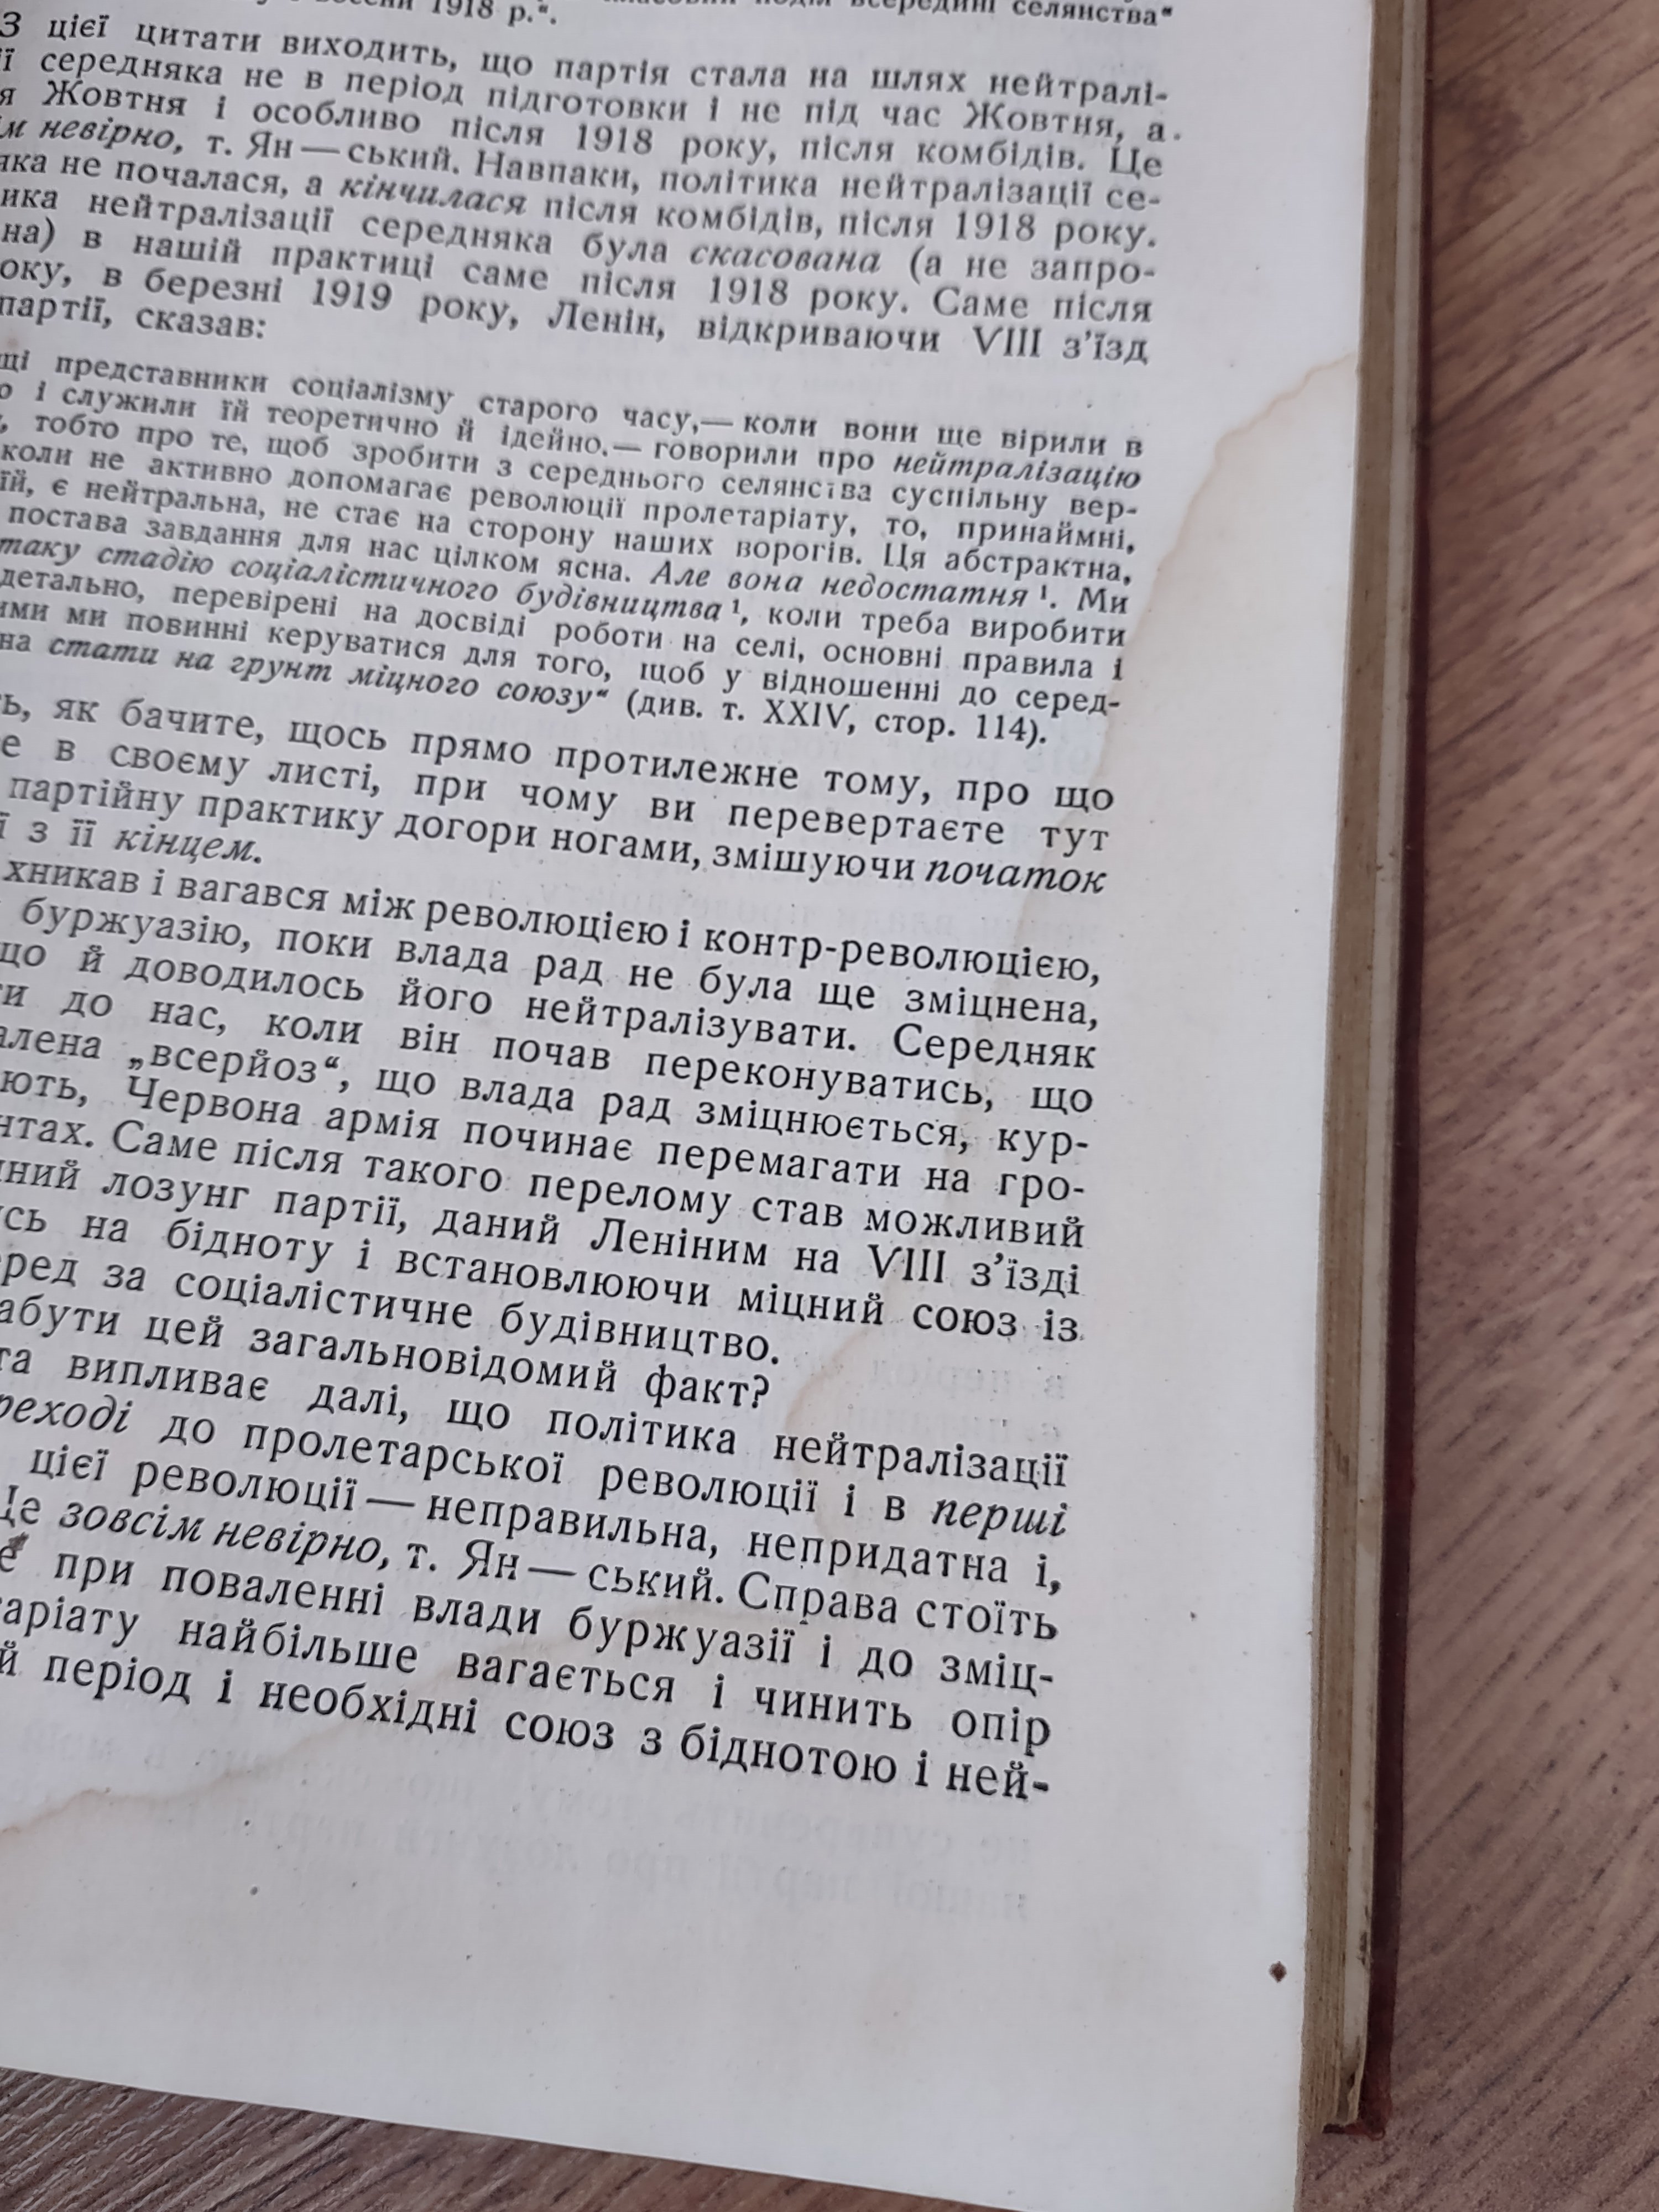 1918 р.“.
селянства“
З цієї цитати виходить, що партія стала на шлях нейтралі-
ії середняка не в період підготовки і не під час Жовтня, а
я Жовтня і особливо після 1918 року, після комбідів. Це
ім невірно, т. Ян—ський. Навпаки, політика нейтралізації се-
яка не почалася, а кінчилася після комбідів, після 1918 року.
ика нейтралізації середняка була скасована (а не запро-
на) в нашій практиці саме після 1918 року. Саме після
оку, в березні 1919 року, Ленін, відкриваючи VIII з’їзд
партії, сказав:
щі представники соціалізму старого часу,— коли вони ще вірили в
о і служили їй теоретично й ідейно,— говорили про нейтралізацію
, тобто про те, щоб зробити з середнього селянства суспільну вер-
коли не активно допомагає революції пролетаріату, то, принаймні,
їй, є нейтральна, не стає на сторону наших ворогів. Ця абстрактна,
постава завдання для нас цілком ясна. Але вона недостатня ¹. Ми
таку стадію соціалістичного будівництва ¹, коли треба виробити
детально, перевірені на досвіді роботи на селі, основні правила і
ими ми повинні керуватися для того, щоб у відношенні до серед-
на стати на грунт міцного союзу“ (див. т. XXIV, стор. 114).
ь, як бачите, щось прямо протилежне тому, про що
е в своєму листі, при чому ви перевертаєте тут
партійну практику догори ногами, змішуючи початок
ї з її кінцем.
хникав і вагався між революцією і контр-революцією,
буржуазію, поки влада рад не була ще зміцнена,
що й доводилось його нейтралізувати. Середняк
ти до нас, коли він почав переконуватись, що
алена „всерйоз“, що влада рад зміцнюється, кур-
ють, Червона армія починає перемагати на гро-
нтах. Саме після такого перелому став можливий
ний лозунг партії, даний Леніним на VIII з’їзді
сь на бідноту і встановлюючи міцний союз із
еред за соціалістичне будівництво.
абути цей загальновідомий факт?
та випливає далі, що політика нейтралізації
реході до пролетарської революції і в перші
цієї революції — неправильна, непридатна і,
Це зовсім невірно, т. Ян—ський. Справа стоїть
е при поваленні влади буржуазії і до зміц-
аріату найбільше вагається і чинить опір
й період і необхідні союз з біднотою і ней-